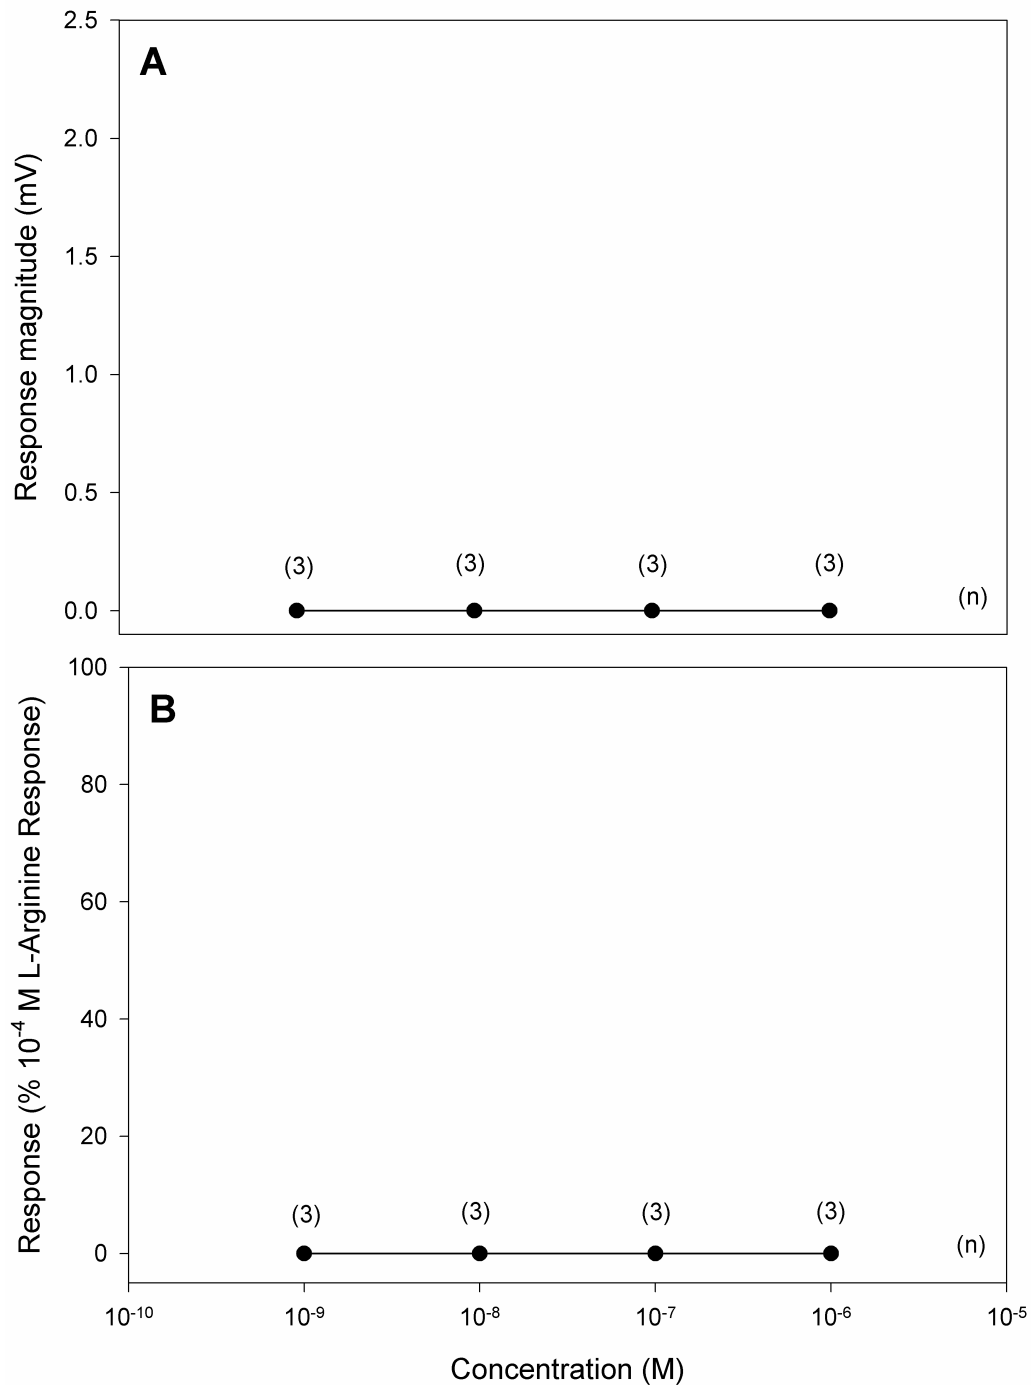 A
Response magnitude (mV)
2.5
2.0
1.5
1.0
0.5
0.0
(3) (3) (3) (3)
(n)
B
Response (% 10⁻⁴ M L-Arginine Response)
100
80
60
40
20
0
(3) (3) (3) (3)
(n)
10⁻¹⁰ 10⁻⁹ 10⁻⁸ 10⁻⁷ 10⁻⁶ 10⁻⁵
Concentration (M)